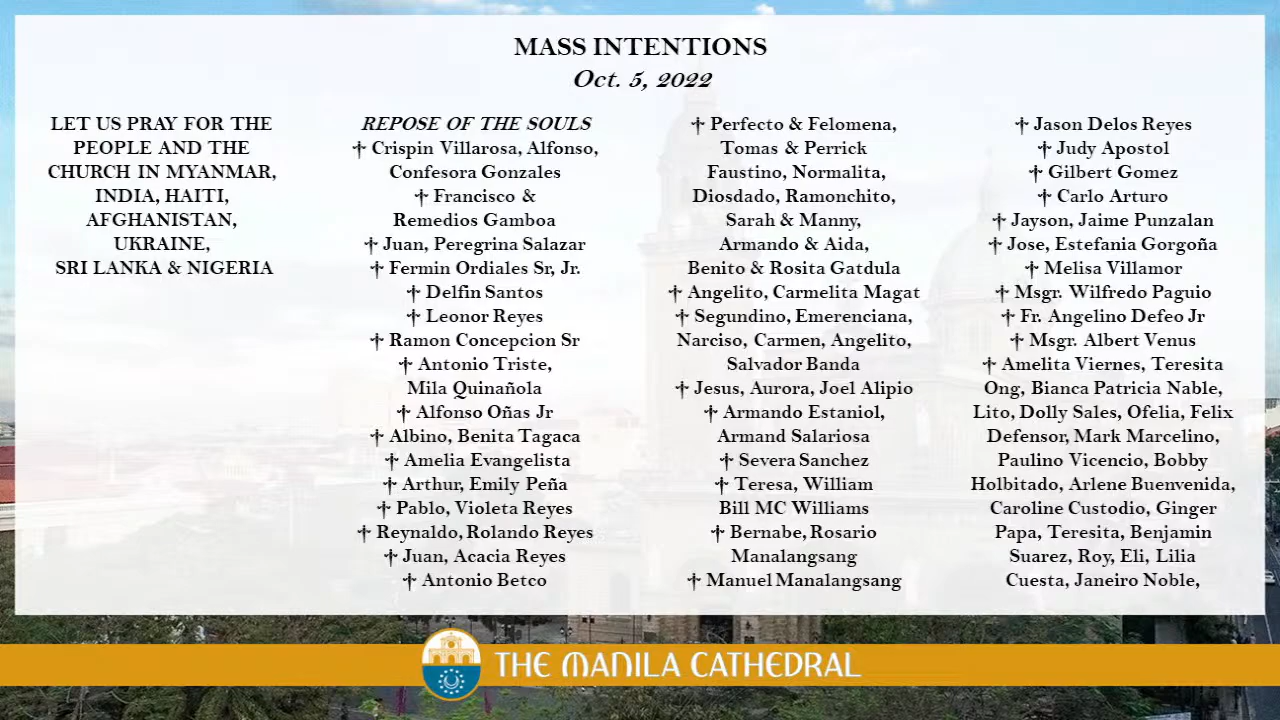 MASS INTENTIONS
Oct. 5, 2022
LET US PRAY FOR THE
PEOPLE AND THE
CHURCH IN MYANMAR,
INDIA, HAITI,
AFGHANISTAN,
UKRAINE,
SRI LANKA & NIGERIA
REPOSE OF THE SOULS
✝ Crispin Villarosa, Alfonso,
Confesora Gonzales
✝ Francisco &
Remedios Gamboa
✝ Juan, Peregrina Salazar
✝ Fermin Ordiales Sr, Jr.
✝ Delfin Santos
✝ Leonor Reyes
✝ Ramon Concepcion Sr
✝ Antonio Triste,
Mila Quinañola
✝ Alfonso Oñas Jr
✝ Albino, Benita Tagaca
✝ Amelia Evangelista
✝ Arthur, Emily Peña
✝ Pablo, Violeta Reyes
✝ Reynaldo, Rolando Reyes
✝ Juan, Acacia Reyes
✝ Antonio Betco
✝ Perfecto & Felomena,
Tomas & Perrick
Faustino, Normalita,
Diosdado, Ramonchito,
Sarah & Manny,
Armando & Aida,
Benito & Rosita Gatdula
✝ Angelito, Carmelita Magat
✝ Segundino, Emerenciana,
Narciso, Carmen, Angelito,
Salvador Banda
✝ Jesus, Aurora, Joel Alipio
✝ Armando Estaniol,
Armand Salariosa
✝ Severa Sanchez
✝ Teresa, William
Bill MC Williams
✝ Bernabe, Rosario
Manalangsang
✝ Manuel Manalangsang
✝ Jason Delos Reyes
✝ Judy Apostol
✝ Gilbert Gomez
✝ Carlo Arturo
✝ Jayson, Jaime Punzalan
✝ Jose, Estefania Gorgoña
✝ Melisa Villamor
✝ Msgr. Wilfredo Paguio
✝ Fr. Angelino Defeo Jr
✝ Msgr. Albert Venus
✝ Amelita Viernes, Teresita
Ong, Bianca Patricia Nable,
Lito, Dolly Sales, Ofelia, Felix
Defensor, Mark Marcelino,
Paulino Vicencio, Bobby
Holbitado, Arlene Buenvenida,
Caroline Custodio, Ginger
Papa, Teresita, Benjamin
Suarez, Roy, Eli, Lilia
Cuesta, Janeiro Noble,
THE MANILA CATHEDRAL